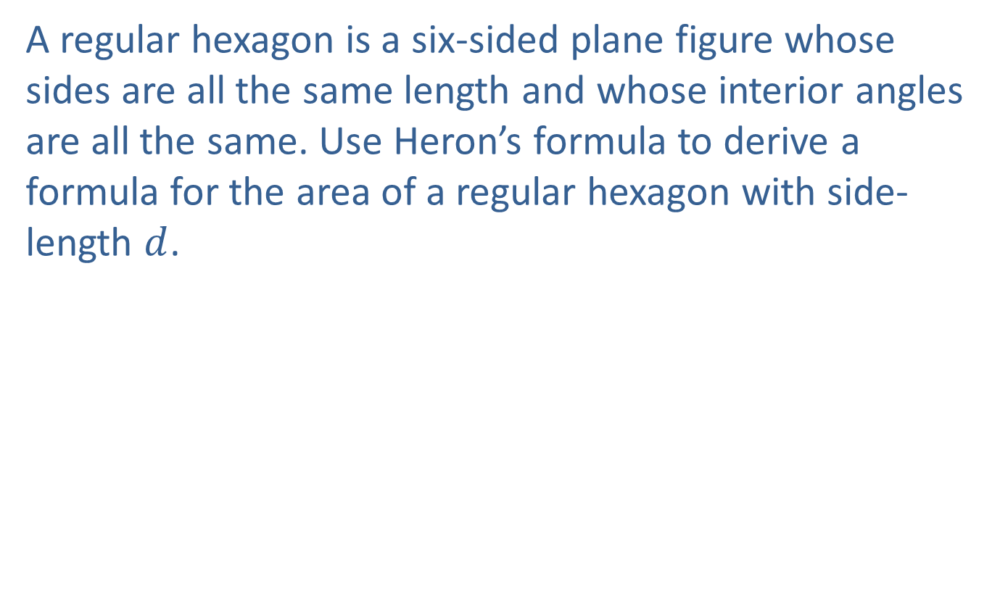 A regular hexagon is a six-sided plane figure whose
sides are all the same length and whose interior angles
are all the same. Use Heron’s formula to derive a
formula for the area of a regular hexagon with side-
length 𝑑.